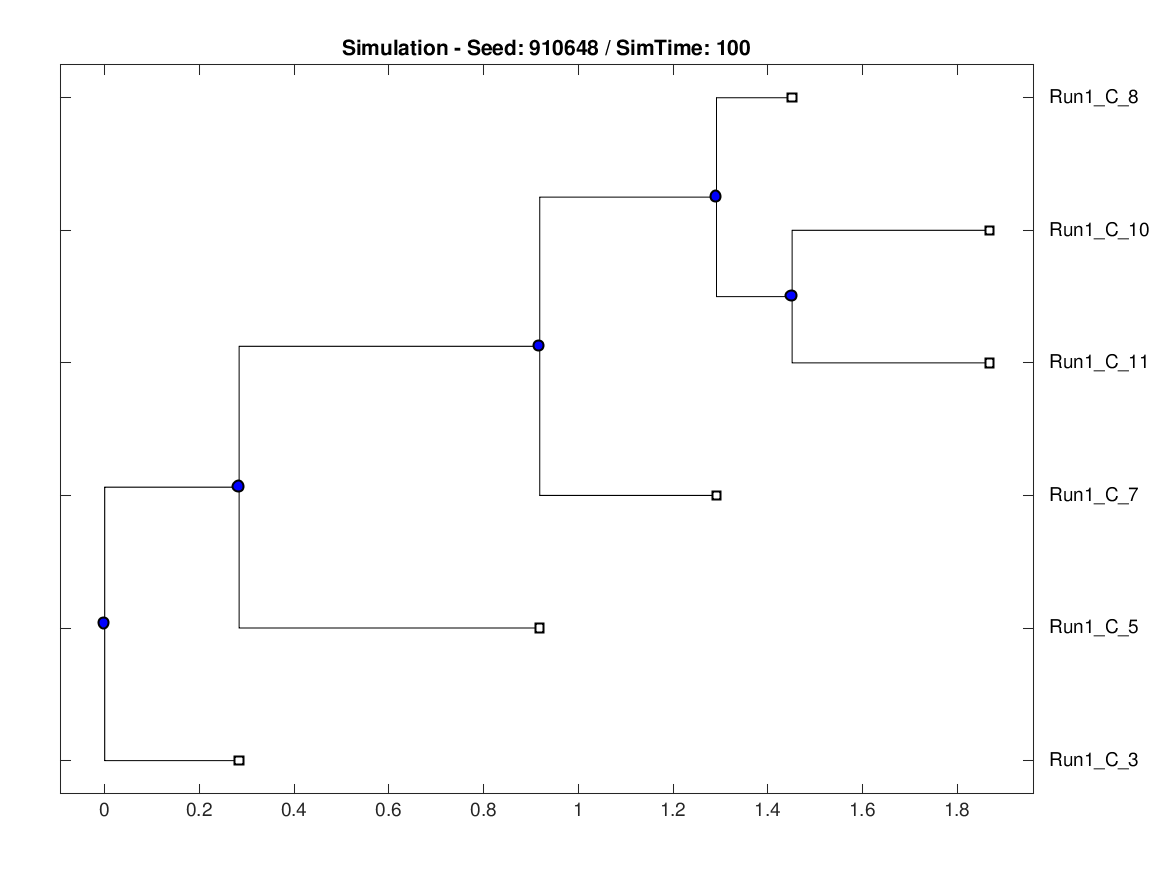 Simulation - Seed: 910648 / SimTime: 100
Run1_C_8
Run1_C_10
Run1_C_11
Run1_C_7
Run1_C_5
Run1_C_3
0 0.2 0.4 0.6 0.8 1 1.2 1.4 1.6 1.8